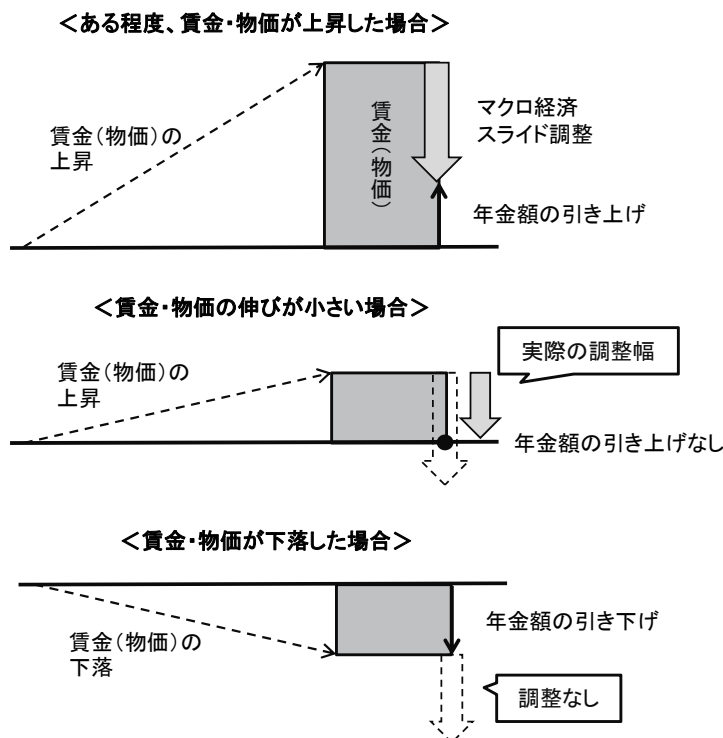 ＜ある程度、賃金・物価が上昇した場合＞
賃金（物価）の
上昇
賃金（物価）
マクロ経済
スライド調整
年金額の引き上げ
＜賃金・物価の伸びが小さい場合＞
賃金（物価）の
上昇
実際の調整幅
年金額の引き上げなし
＜賃金・物価が下落した場合＞
賃金（物価）の
下落
年金額の引き下げ
調整なし